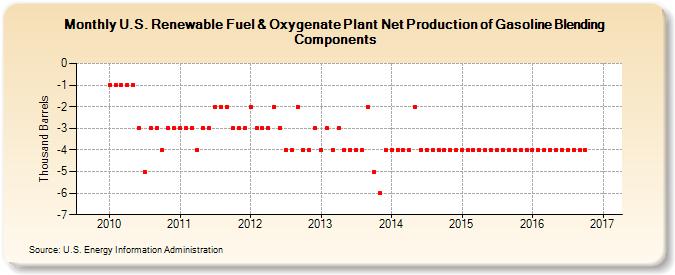 Monthly U.S. Renewable Fuel & Oxygenate Plant Net Production of Gasoline Blending
Components
Thousand Barrels
0
-1
-2
-3
-4
-5
-6
-7
2010 2011 2012 2013 2014 2015 2016 2017
Source: U.S. Energy Information Administration